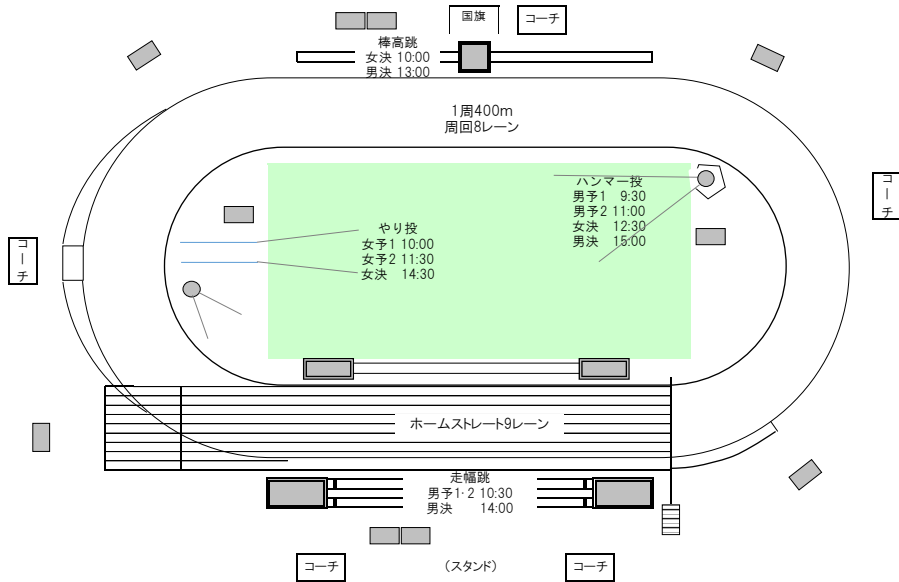 国旗
コーチ
棒高跳
女決 10:00
男決 13:00
1周400m
周回8レーン
コーチ
ハンマー投
男予1 9:30
男予2 11:00
女決 12:30
男決 15:00
やり投
女予1 10:00
女予2 11:30
女決 14:30
コーチ
ホームストレート9レーン
走幅跳
男予1・2 10:30
男決 14:00
コーチ
(スタンド)
コーチ